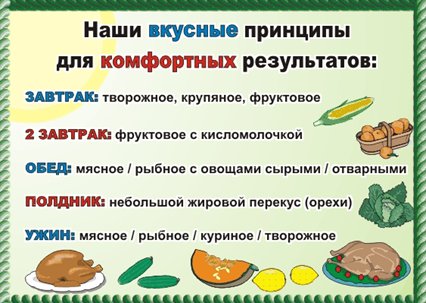 Наши вкусные принципы
для комфортных результатов:
ЗАВТРАК: творожное, крупяное, фруктовое
2 ЗАВТРАК: фруктовое с кисломолочкой
ОБЕД: мясное / рыбное с овощами сырыми / отварными
ПОЛДНИК: небольшой жировой перекус (орехи)
УЖИН: мясное / рыбное / куриное / творожное